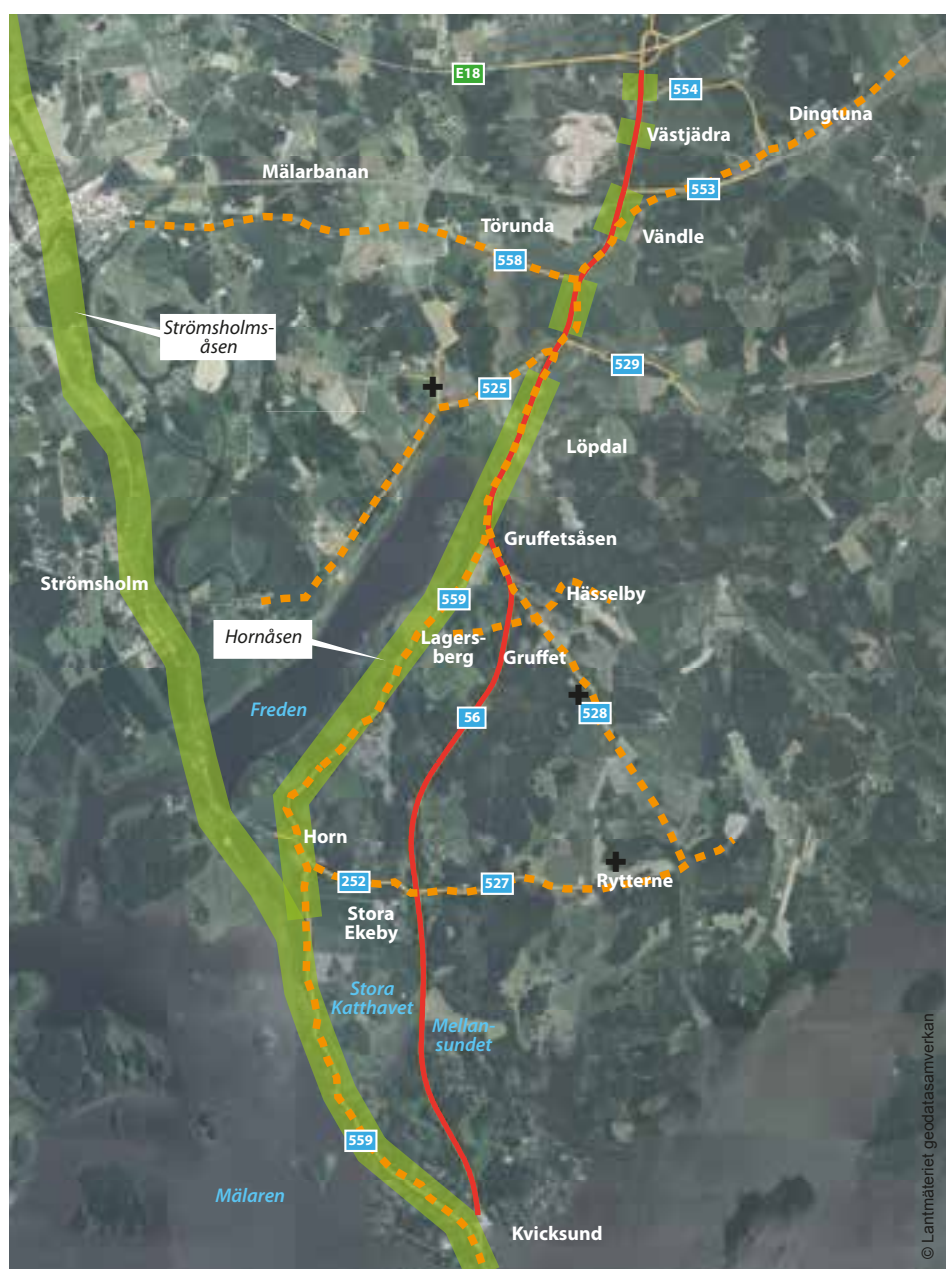 E18
554
Dingtuna
Västjädra
Mälarbanan
553
Törunda
Vändle
558
Strömsholms-
åsen
529
525
Löpdal
Gruffetsåsen
Strömsholm
Hässelby
559
Hornåsen
Lagers-
berg
Gruffet
Freden
56
528
Horn
252
527
Rytterne
Stora
Ekeby
Stora
Katthavet
Mellan-
sundet
559
Mälaren
Kvicksund
© Lantmäteriet geodatasamverkan